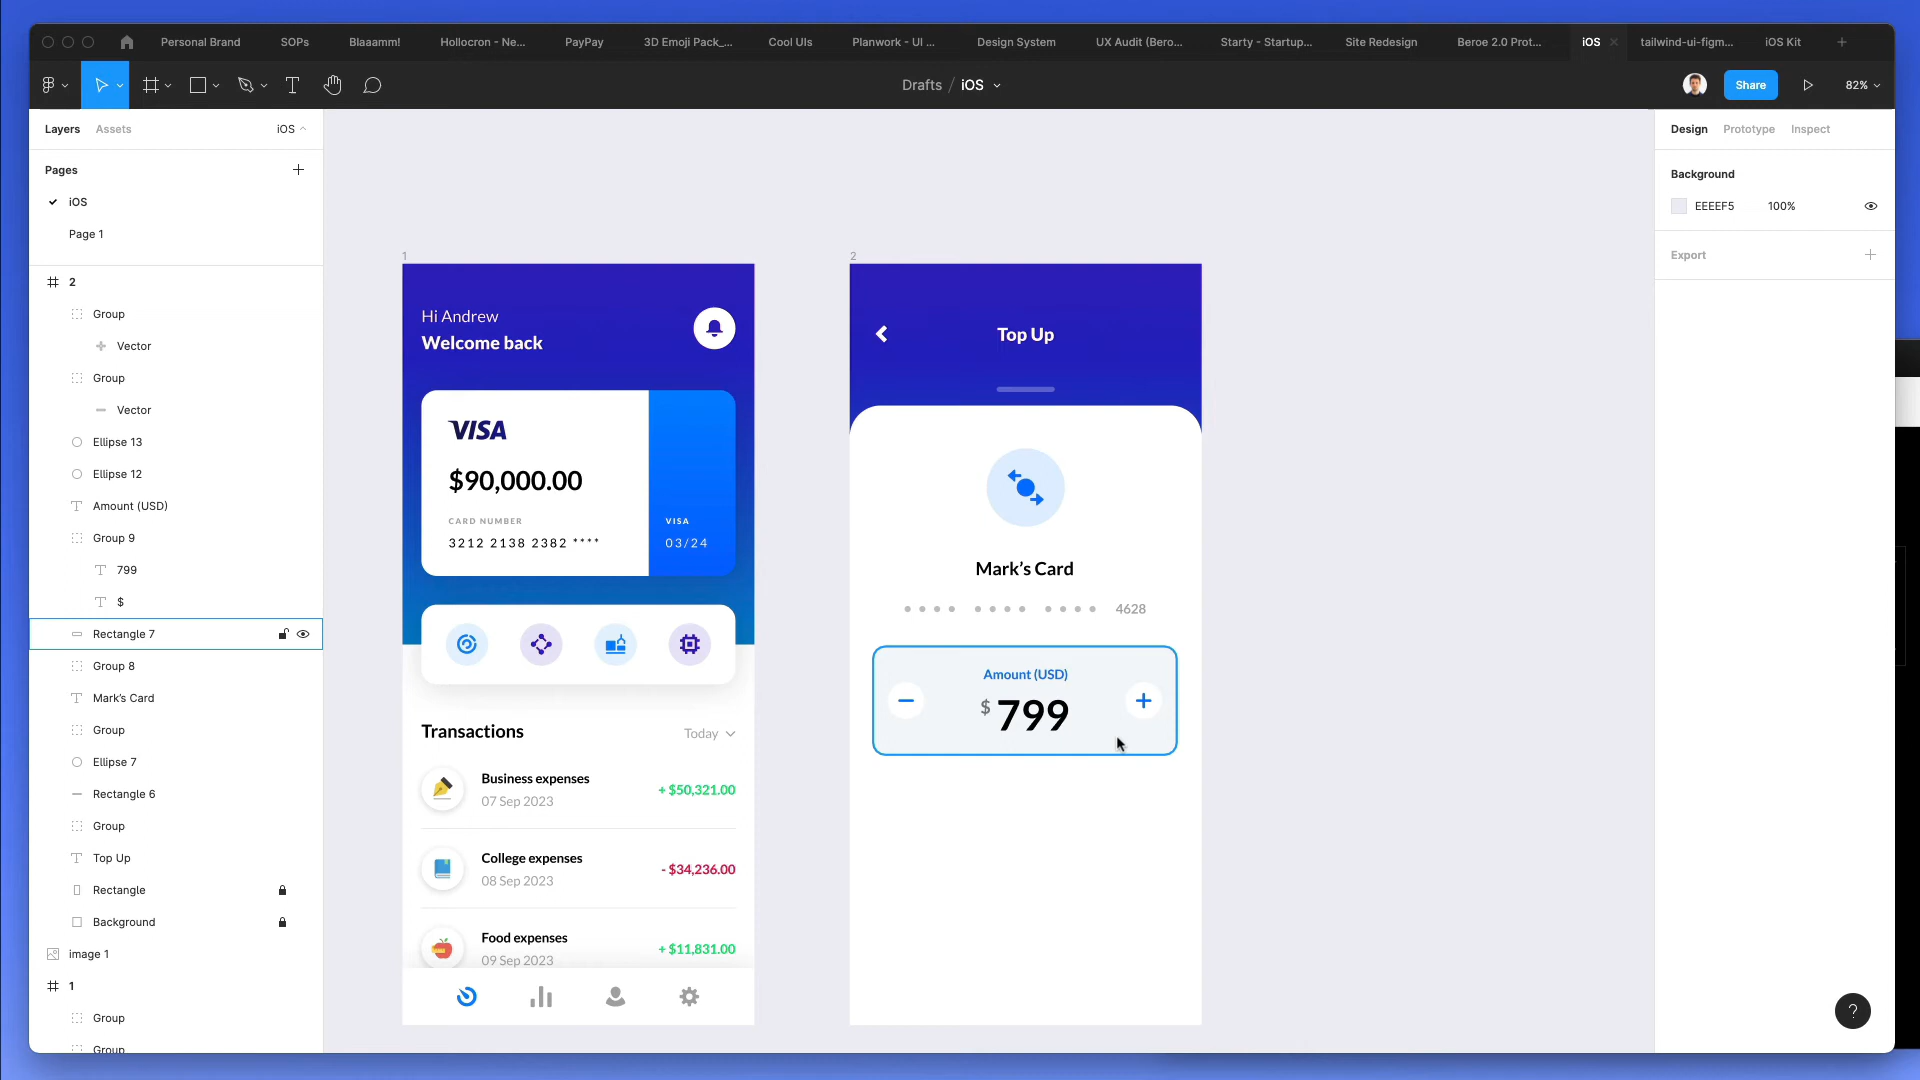 Personal Brand
SOPs
Blaaamm!
Hollocron - Ne...
PayPay
3D Emoji Pack_...
Cool UIs
Planwork - UI ...
Design System
UX Audit (Bero...
Starty - Startup...
Site Redesign
Beroe 2.0 Prot...
iOS
tailwind-ui-figm...
iOS Kit
Drafts / iOS
Share
82%
Layers
Assets
iOS
Pages
iOS
Page 1
2
Group
Vector
Group
Vector
Ellipse 13
Ellipse 12
Amount (USD)
Group 9
799
$
Rectangle 7
Group 8
Mark's Card
Group
Ellipse 7
Rectangle 6
Group
Top Up
Rectangle
Background
image 1
1
Group
Group
1
Hi Andrew
Welcome back
VISA
$90,000.00
CARD NUMBER
3212 2138 2382 ****
VISA
03/24
Transactions
Today
Business expenses
07 Sep 2023
+ $50,321.00
College expenses
08 Sep 2023
- $34,236.00
Food expenses
09 Sep 2023
+ $11,831.00
2
Top Up
Mark's Card
•••• •••• •••• 4628
Amount (USD)
$ 799
Design
Prototype
Inspect
Background
EEEEF5
100%
Export
?